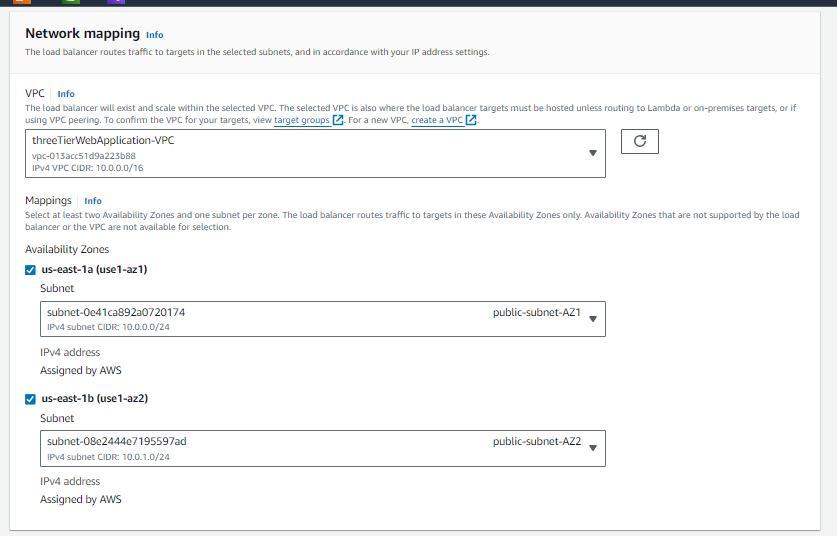 Network mapping Info
The load balancer routes traffic to targets in the selected subnets, and in accordance with your IP address settings.
VPC Info
The load balancer will exist and scale within the selected VPC. The selected VPC is also where the load balancer targets must be hosted unless routing to Lambda or on-premises targets, or if
using VPC peering. To confirm the VPC for your targets, view target groups. For a new VPC, create a VPC.
threeTierWebApplication-VPC
vpc-013acc51d9a223b88
IPv4 VPC CIDR: 10.0.0.0/16
Mappings Info
Select at least two Availability Zones and one subnet per zone. The load balancer routes traffic to targets in these Availability Zones only. Availability Zones that are not supported by the load
balancer or the VPC are not available for selection.
Availability Zones
us-east-1a (use1-az1)
Subnet
subnet-0e41ca892a0720174 public-subnet-AZ1
IPv4 subnet CIDR: 10.0.0.0/24
IPv4 address
Assigned by AWS
us-east-1b (use1-az2)
Subnet
subnet-08e2444e7195597ad public-subnet-AZ2
IPv4 subnet CIDR: 10.0.1.0/24
IPv4 address
Assigned by AWS